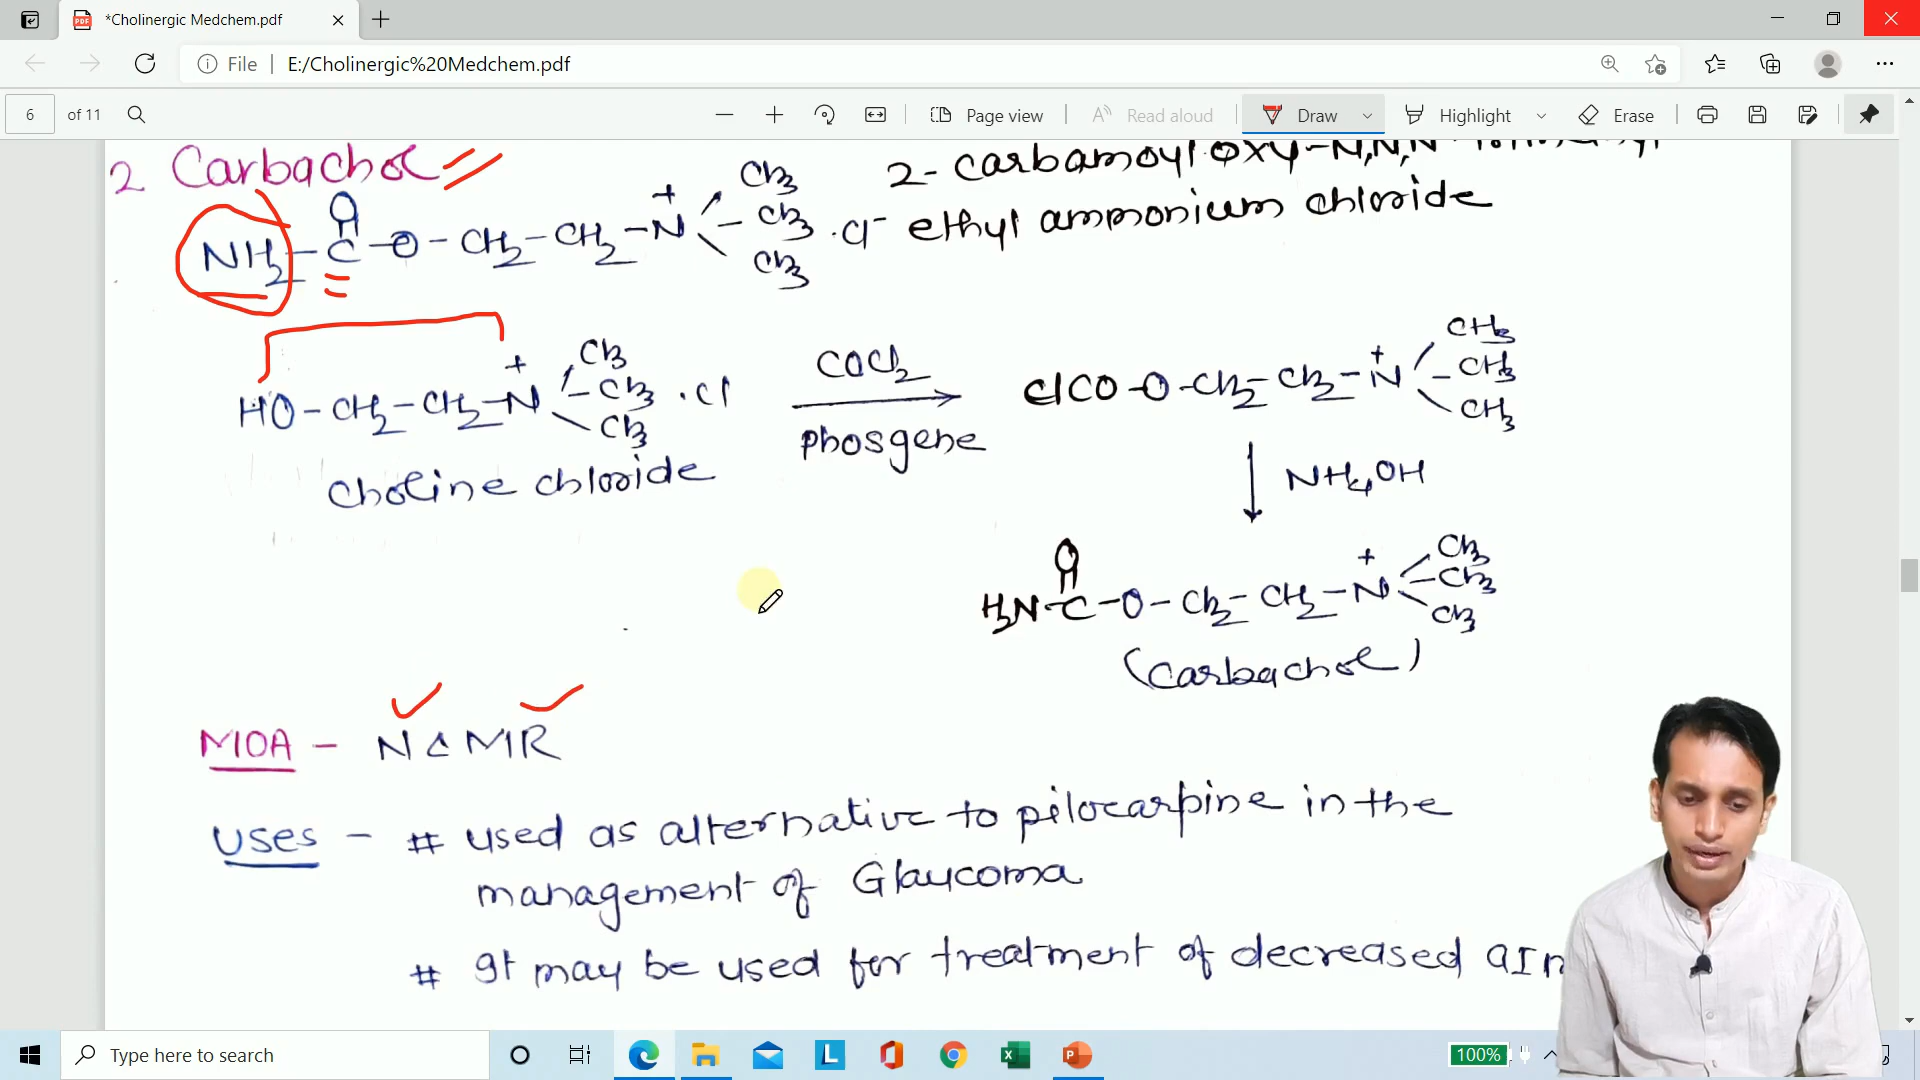 *Cholinergic Medchem.pdf
File E:/Cholinergic%20Medchem.pdf
6 of 11 Page view Read aloud Draw Highlight Erase
2 Carbachol
2- carbamoyl oxy-N,N,N
ethyl ammonium chloride
NH2 - C - O - CH2 - CH2 - N
O
+
CH3
CH3
CH3
. Cl-
HO - CH2 - CH2 - N
+
CH3
CH3
CH3
. Cl
choline chloride
COCl2
phosgene
ClCO - O - CH2 - CH2 - N
+
CH3
CH3
CH3
NH4OH
O
H2N - C - O - CH2 - CH2 - N
+
CH3
CH3
CH3
(Carbachol)
MOA - N & MR
Uses - # used as alternative to pilocarpine in the
management of Glaucoma
# It may be used for treatment of decreased GI
Type here to search
100%